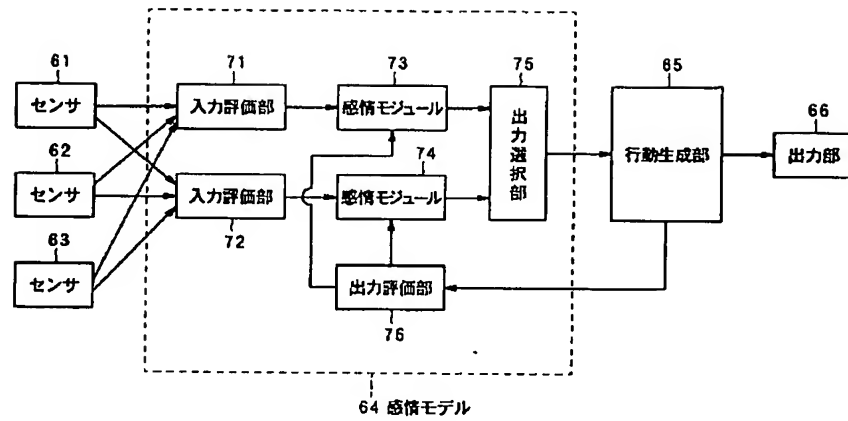 61
センサ
62
センサ
63
センサ
71
入力評価部
入力評価部
72
73
感情モジュール
74
感情モジュール
出力評価部
76
75
出力選択部
65
行動生成部
66
出力部
64 感情モデル